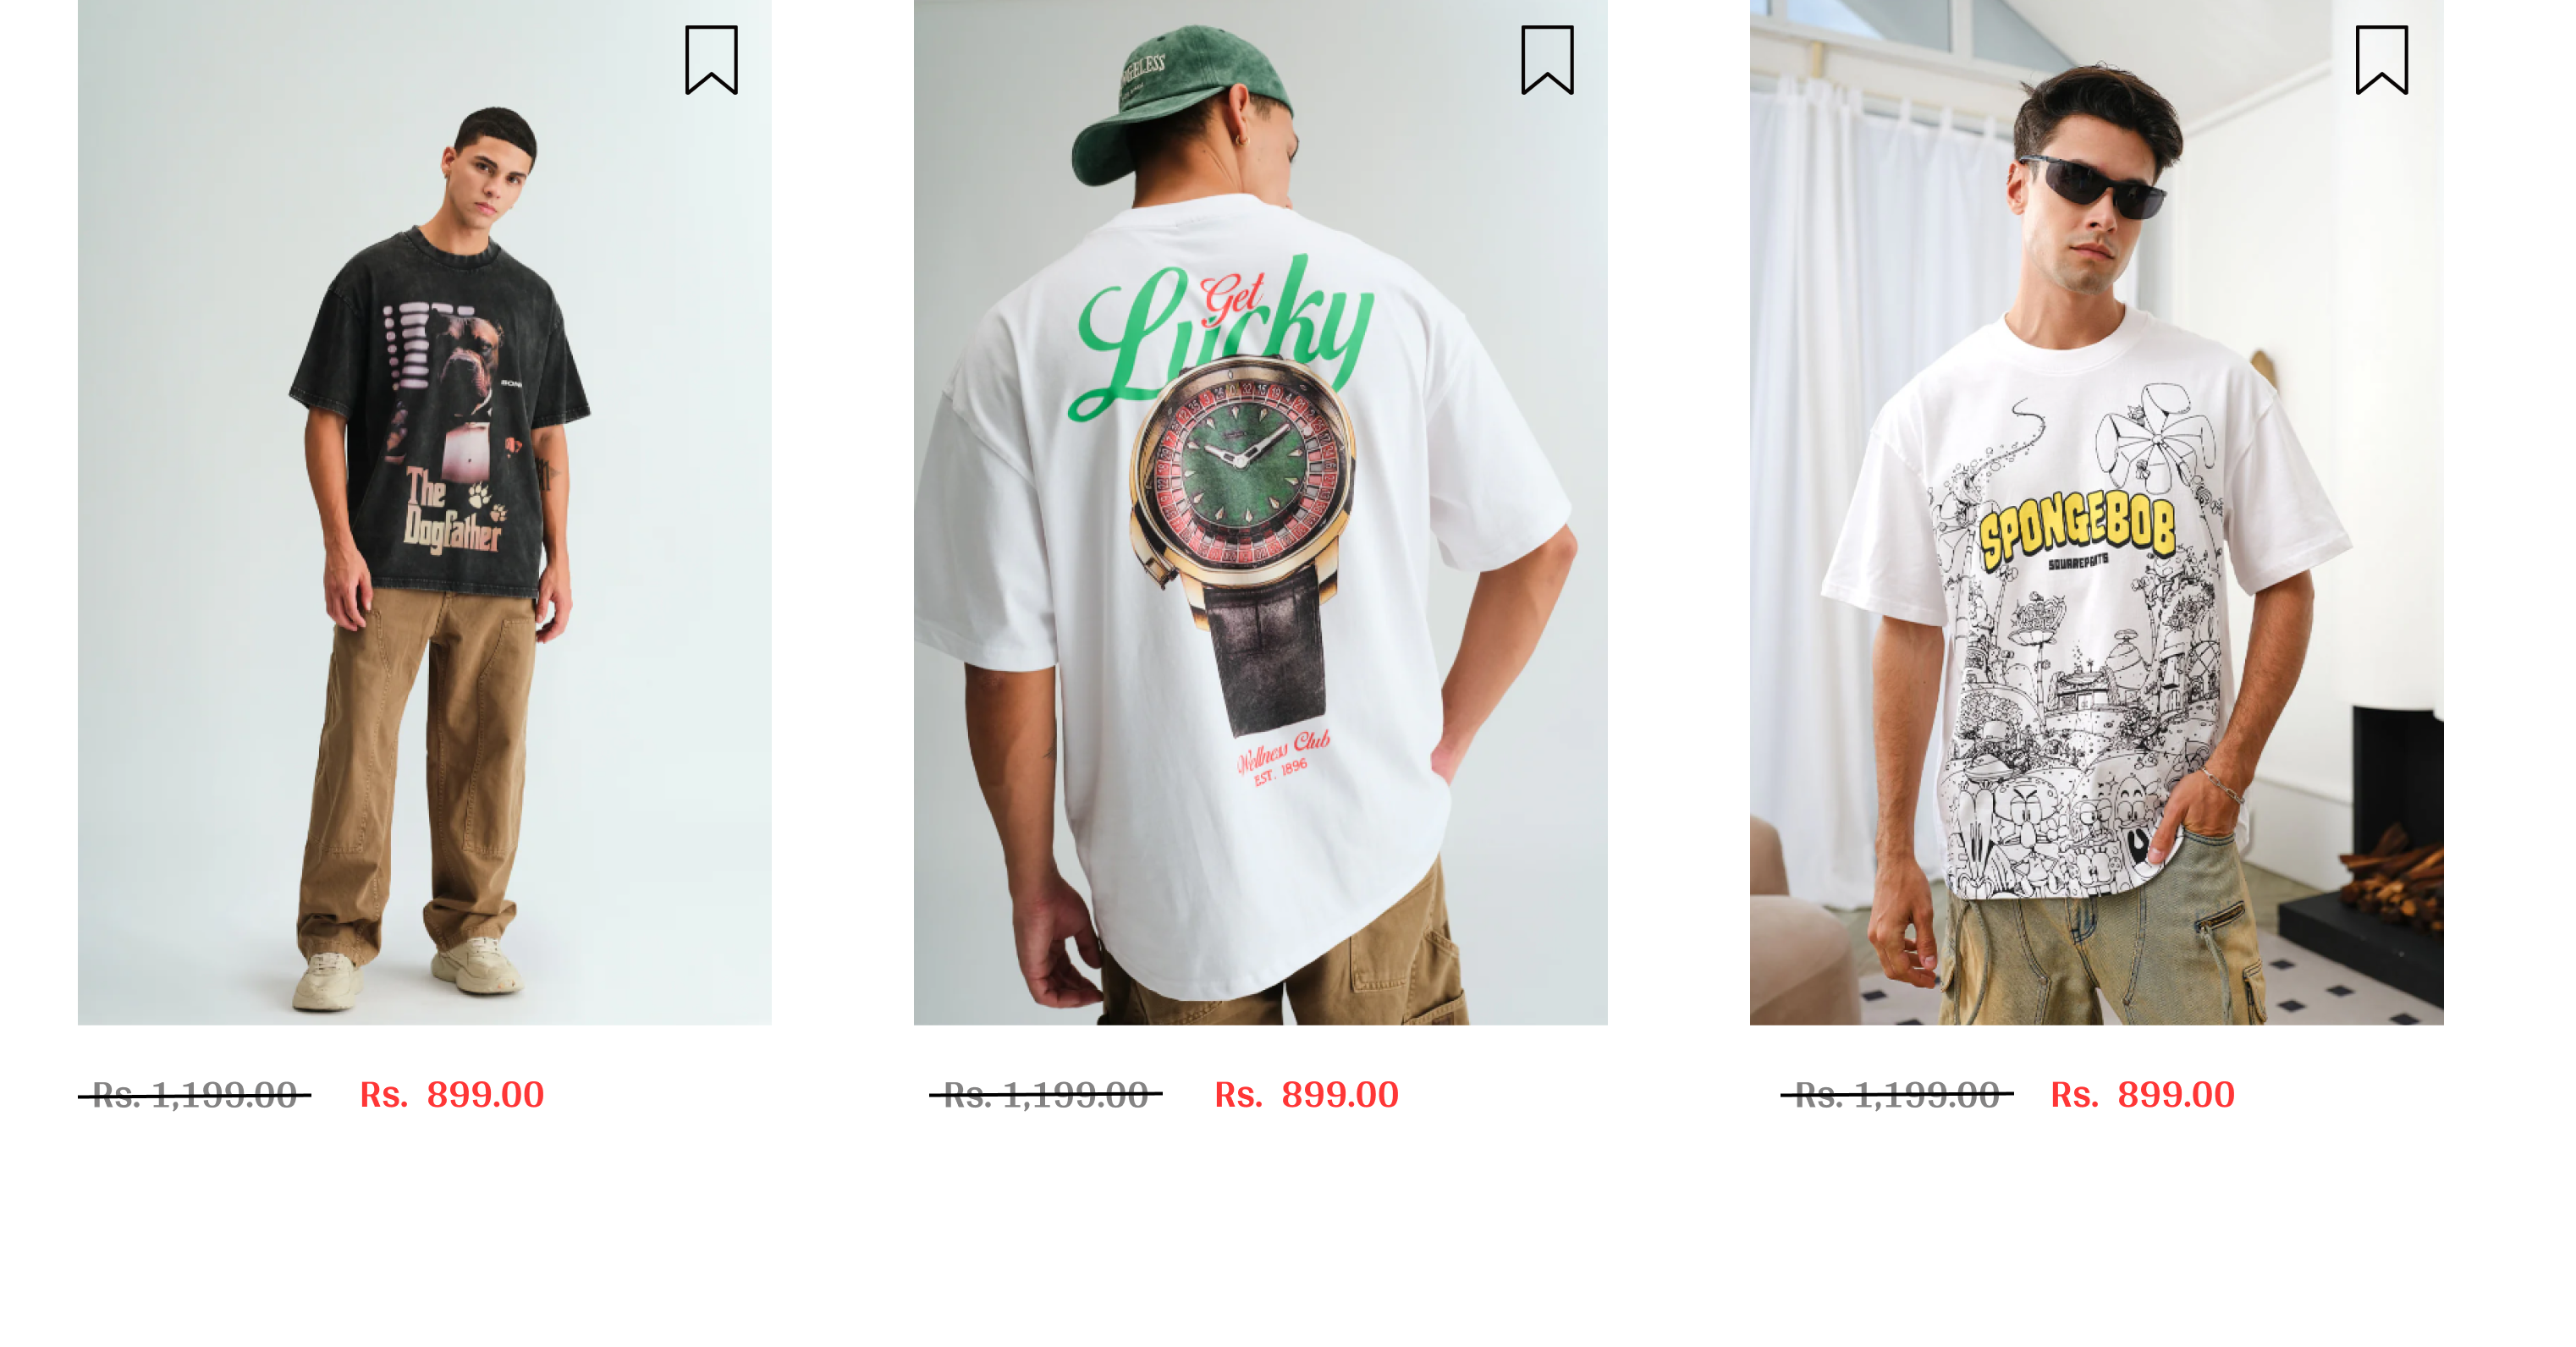 The
Dogfather
GELESS
Get
Lucky
Wellness Club
EST. 1896
SPONGEBOB
SQUAREPANTS
Rs. 1,199.00 Rs. 899.00
Rs. 1,199.00 Rs. 899.00
Rs. 1,199.00 Rs. 899.00